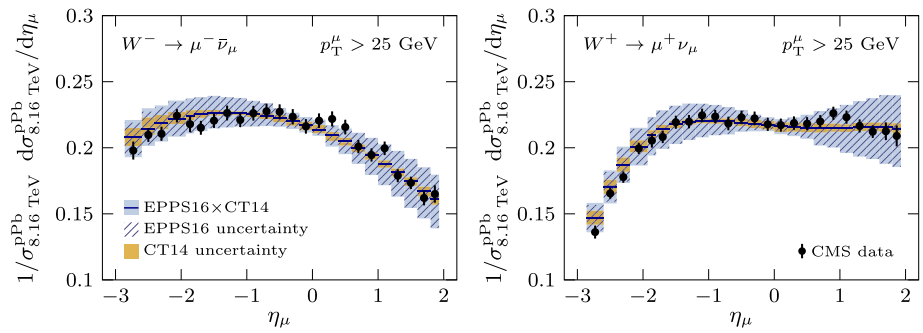 1/σ^pPb_8.16 TeV dσ^pPb_8.16 TeV/dη_μ
0.3
0.25
0.2
0.15
0.1
W⁻ → μ⁻ν̄_μ
p_T^μ > 25 GeV
EPPS16×CT14
EPPS16 uncertainty
CT14 uncertainty
−3 −2 −1 0 1 2
η_μ
1/σ^pPb_8.16 TeV dσ^pPb_8.16 TeV/dη_μ
0.3
0.25
0.2
0.15
0.1
W⁺ → μ⁺ν_μ
p_T^μ > 25 GeV
CMS data
−3 −2 −1 0 1 2
η_μ